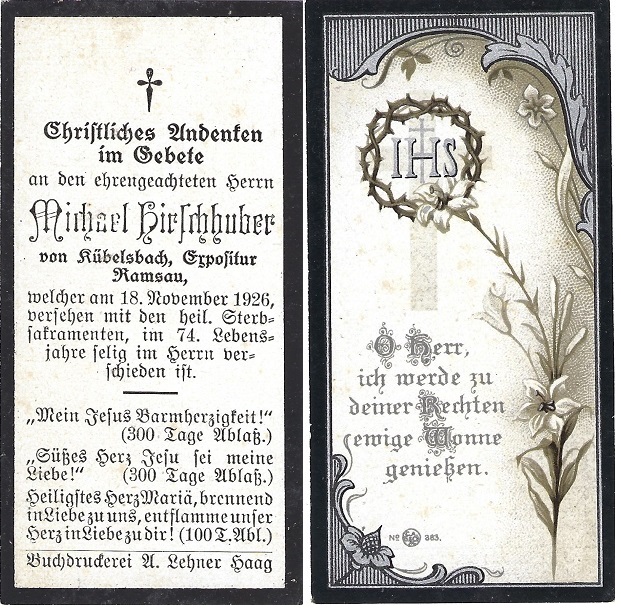 Christliches Andenken
im Gebete
an den ehrengeachteten Herrn
Michael Hirschhuber
von Kübelsbach, Expositur
Ramsau,
welcher am 18. November 1926,
versehen mit den heil. Sterb-
sakramenten, im 74. Lebens-
jahre selig im Herrn ver-
schieden ist.
„Mein Jesus Barmherzigkeit!“
(300 Tage Ablaß.)
„Süßes Herz Jesu sei meine
Liebe!“ (300 Tage Ablaß.)
Heiligstes Herz Mariä, brennend
in Liebe zu uns, entflamme unser
Herz in Liebe zu dir! (100 T. Abl.)
Buchdruckerei A. Lehner Haag
IHS
O Herr,
ich werde zu
deiner Rechten
ewige Wonne
genießen.
No 383.